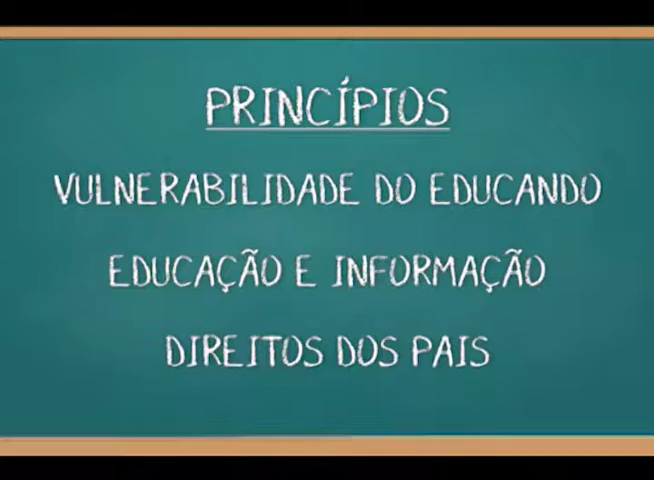 PRINCÍPIOS
VULNERABILIDADE DO EDUCANDO
EDUCAÇÃO E INFORMAÇÃO
DIREITOS DOS PAIS